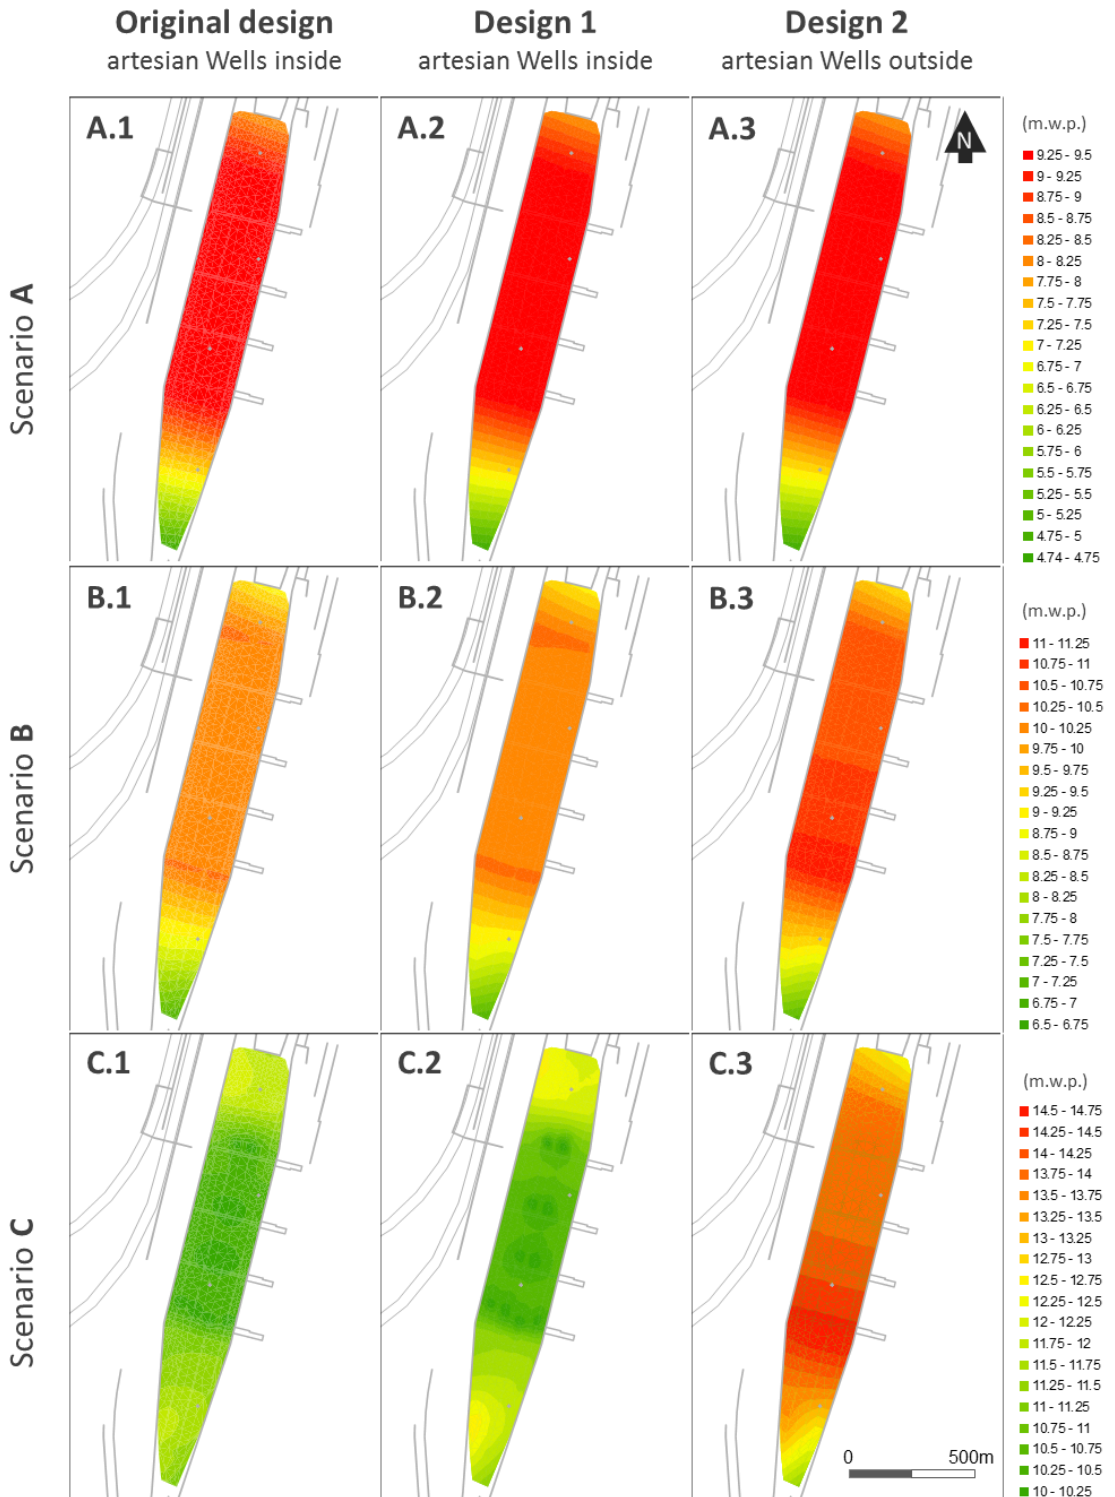 Original design
artesian Wells inside
Design 1
artesian Wells inside
Design 2
artesian Wells outside
Scenario A
A.1
A.2
A.3
N
(m.w.p.)
9.25 - 9.5
9 - 9.25
8.75 - 9
8.5 - 8.75
8.25 - 8.5
8 - 8.25
7.75 - 8
7.5 - 7.75
7.25 - 7.5
7 - 7.25
6.75 - 7
6.5 - 6.75
6.25 - 6.5
6 - 6.25
5.75 - 6
5.5 - 5.75
5.25 - 5.5
5 - 5.25
4.75 - 5
4.74 - 4.75
Scenario B
B.1
B.2
B.3
(m.w.p.)
11 - 11.25
10.75 - 11
10.5 - 10.75
10.25 - 10.5
10 - 10.25
9.75 - 10
9.5 - 9.75
9.25 - 9.5
9 - 9.25
8.75 - 9
8.5 - 8.75
8.25 - 8.5
8 - 8.25
7.75 - 8
7.5 - 7.75
7.25 - 7.5
7 - 7.25
6.75 - 7
6.5 - 6.75
Scenario C
C.1
C.2
C.3
(m.w.p.)
14.5 - 14.75
14.25 - 14.5
14 - 14.25
13.75 - 14
13.5 - 13.75
13.25 - 13.5
13 - 13.25
12.75 - 13
12.5 - 12.75
12.25 - 12.5
12 - 12.25
11.75 - 12
11.5 - 11.75
11.25 - 11.5
11 - 11.25
10.75 - 11
10.5 - 10.75
10.25 - 10.5
10 - 10.25
0 500m